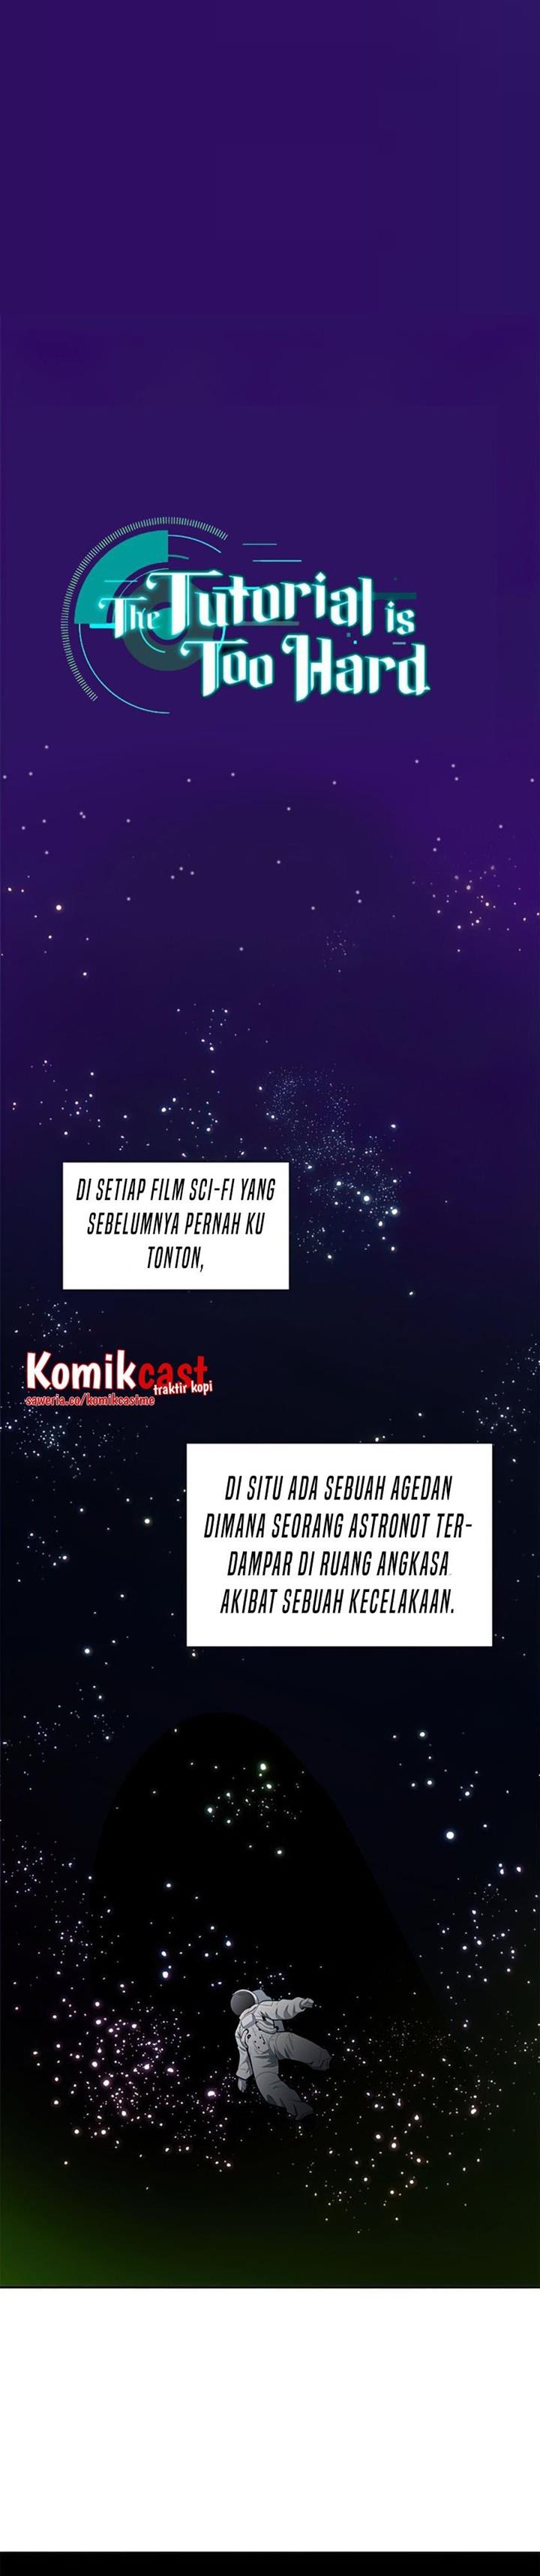 The Tutorial is
Too Hard
DI SETIAP FILM SCI-FI YANG
SEBELUMNYA PERNAH KU
TONTON,
Komikcast
traktir kopi
saweria.co/komikcastme
DI SITU ADA SEBUAH AGEDAN
DIMANA SEORANG ASTRONOT TER-
DAMPAR DI RUANG ANGKASA
AKIBAT SEBUAH KECELAKAAN.